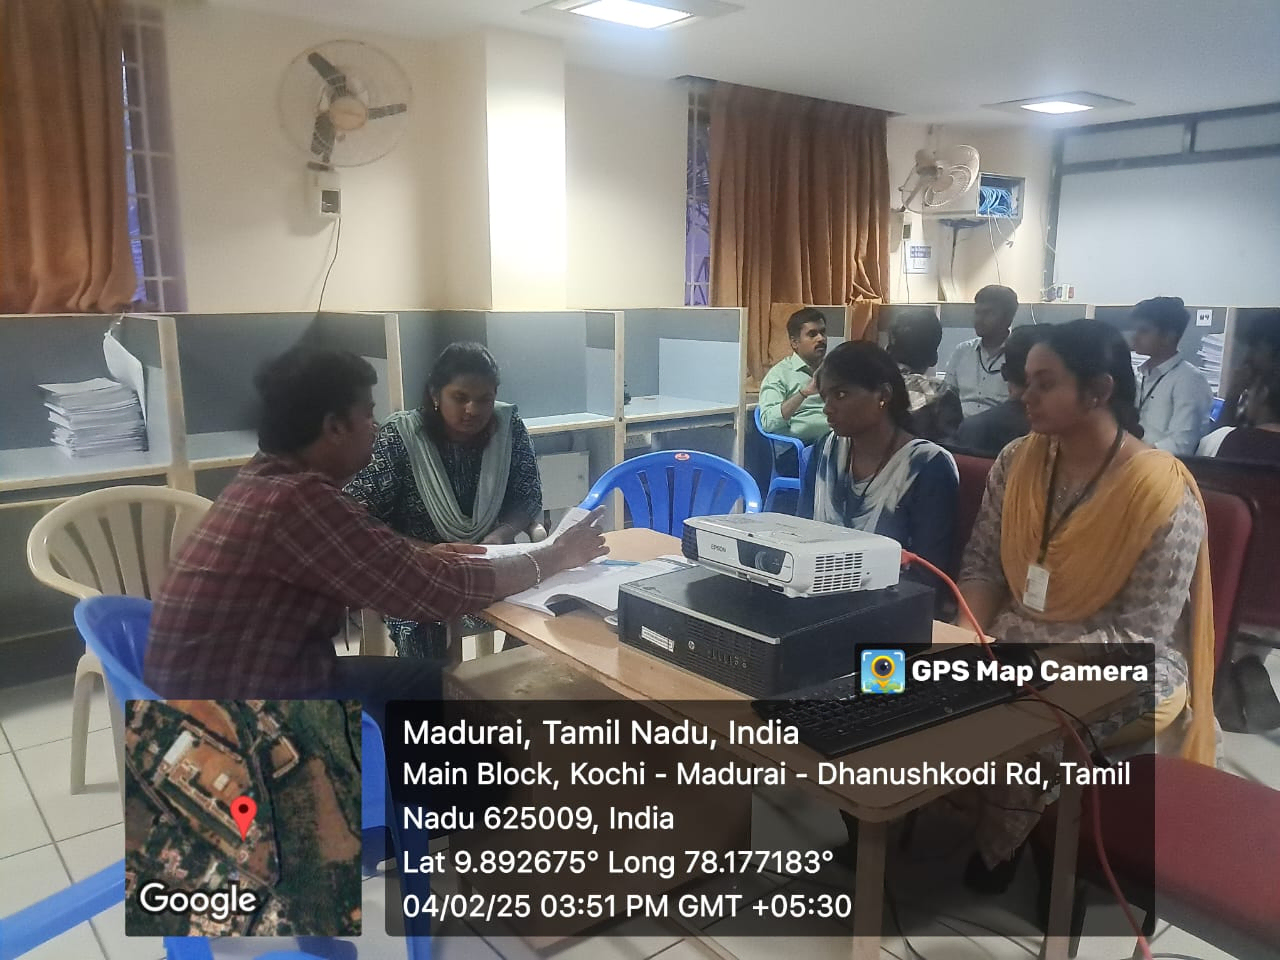 EPSON
hp
GPS Map Camera
Madurai, Tamil Nadu, India
Main Block, Kochi - Madurai - Dhanushkodi Rd, Tamil
Nadu 625009, India
Lat 9.892675° Long 78.177183°
04/02/25 03:51 PM GMT +05:30
Google